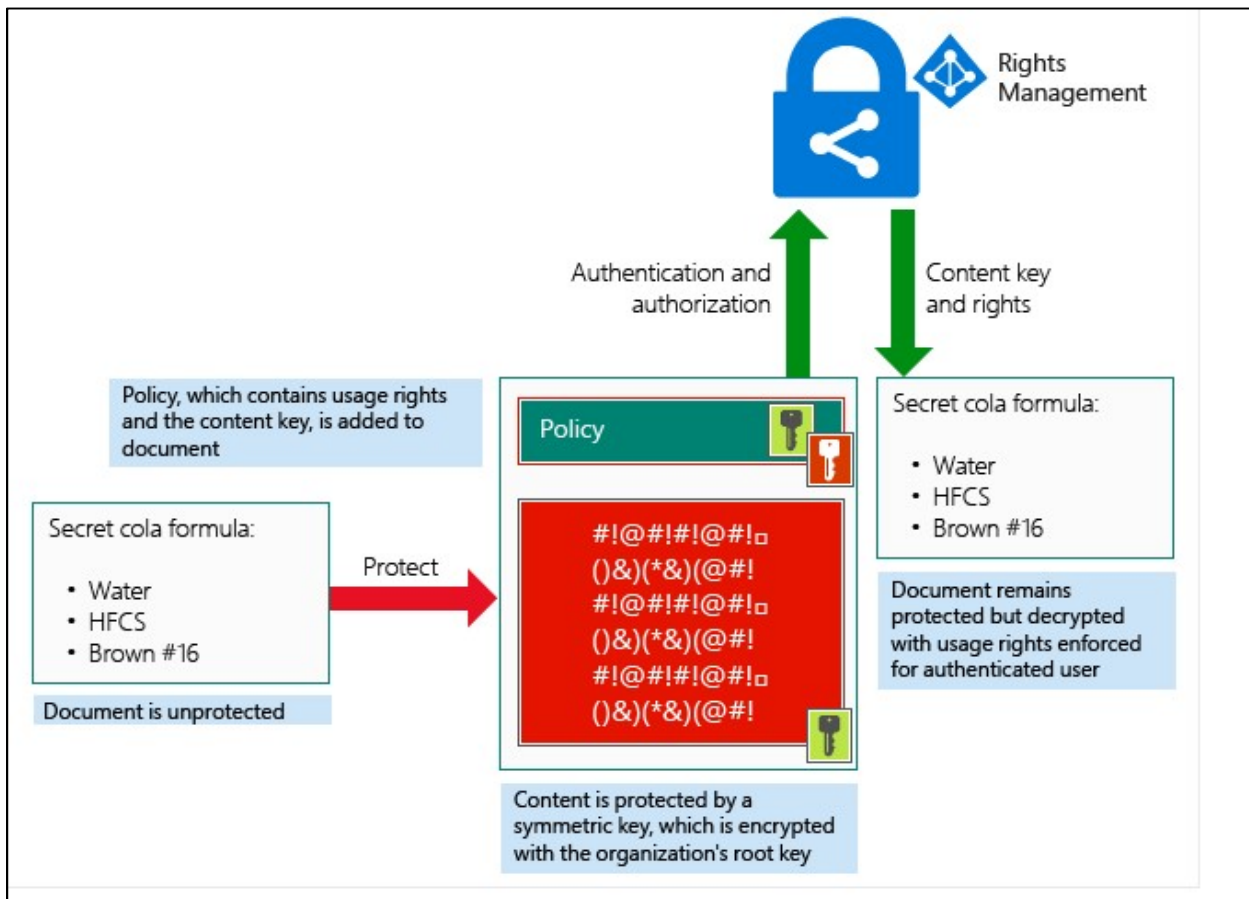 Rights
Management
Authentication and
authorization
Content key
and rights
Policy, which contains usage rights
and the content key, is added to
document
Policy
Secret cola formula:
• Water
• HFCS
• Brown #16
Secret cola formula:
• Water
• HFCS
• Brown #16
Protect
#!@#!#!@#!□
()&)(*&)(@#!
#!@#!#!@#!□
()&)(*&)(@#!
#!@#!#!@#!□
()&)(*&)(@#!
Document remains
protected but decrypted
with usage rights enforced
for authenticated user
Document is unprotected
Content is protected by a
symmetric key, which is encrypted
with the organization's root key